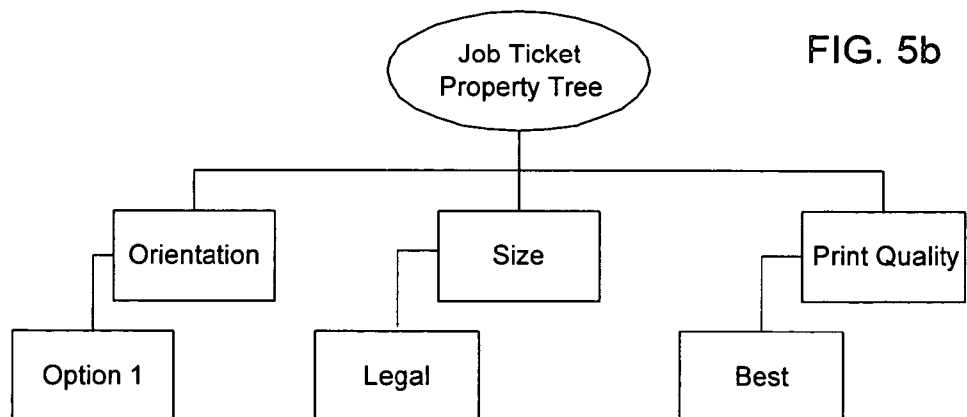 FIG. 5b
Job Ticket
Property Tree
Orientation
Size
Print Quality
Option 1
Legal
Best